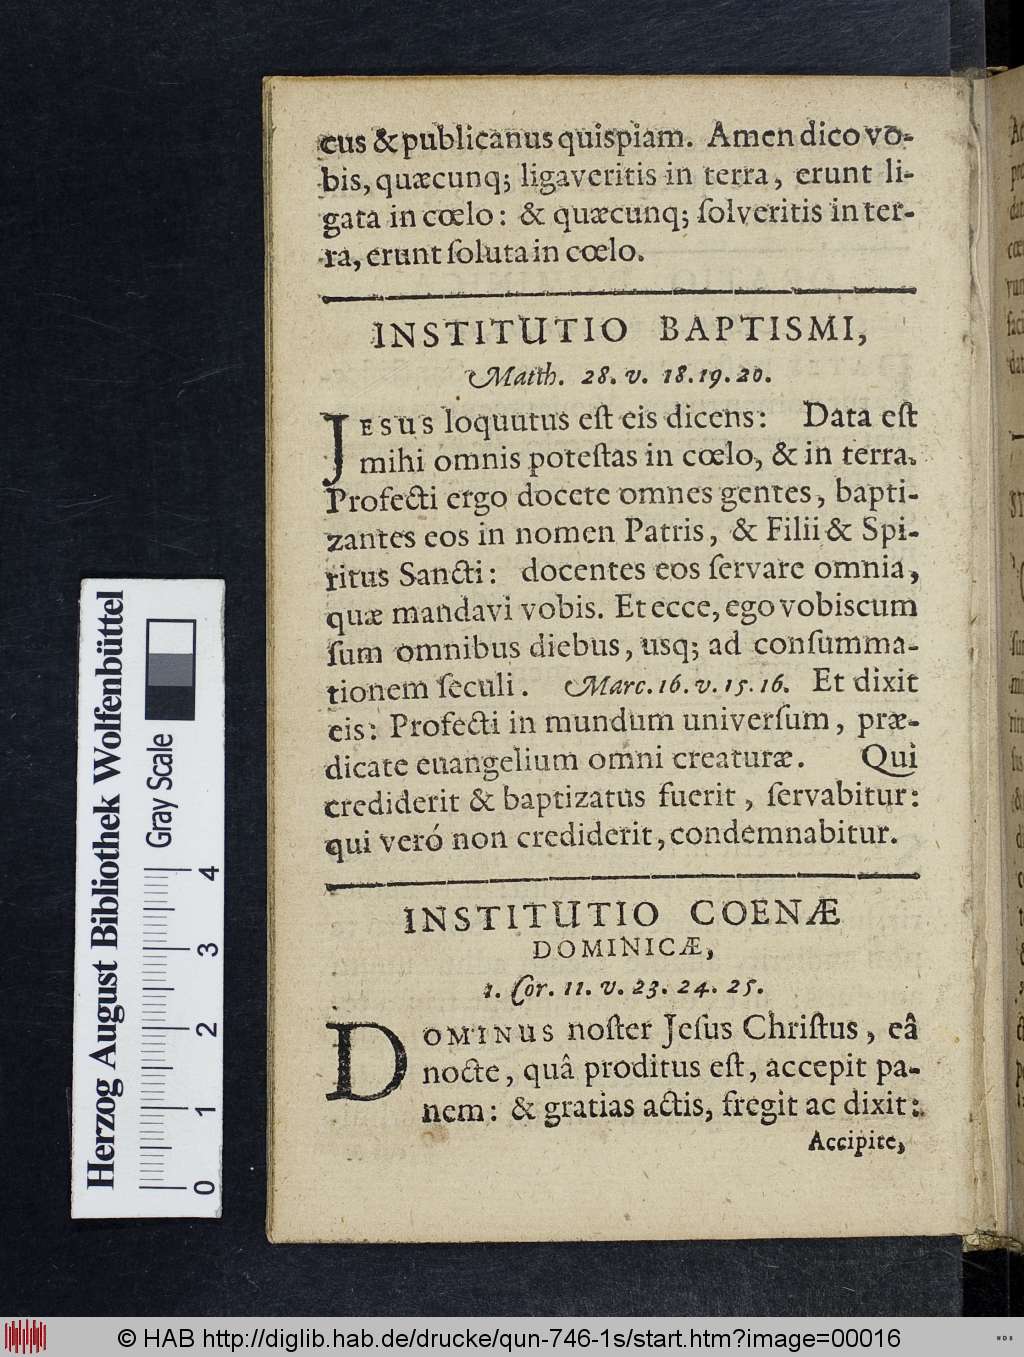 cus & publicanus quispiam. Amen dico vo-
bis, quæcunq; ligaveritis in terra, erunt li-
gata in cœlo: & quæcunq; ſolveritis in ter-
ra, erunt ſoluta in cœlo.
INSTITUTIO BAPTISMI,
Matth. 28. v. 18. 19. 20.
JESUS loquutus eſt eis dicens: Data eſt
mihi omnis poteſtas in cœlo, & in terra.
Profecti ergo docete omnes gentes, bapti-
zantes eos in nomen Patris, & Filii & Spi-
ritus Sancti: docentes eos ſervare omnia,
quæ mandavi vobis. Et ecce, ego vobiscum
ſum omnibus diebus, usq; ad conſumma-
tionem ſeculi. Marc. 16. v. 15. 16. Et dixit
eis: Profecti in mundum univerſum, præ-
dicate euangelium omni creaturæ. Qui
crediderit & baptizatus fuerit, ſervabitur:
qui veró non crediderit, condemnabitur.
INSTITUTIO COENÆ
DOMINICÆ,
1. Cor. 11. v. 23. 24. 25.
DOMINUS noſter Jeſus Chriſtus, eâ
nocte, quâ proditus eſt, accepit pa-
nem: & gratias actis, fregit ac dixit:
Accipite,
Herzog August Bibliothek Wolfenbüttel
Gray Scale
0 1 2 3 4
© HAB http://diglib.hab.de/drucke/qun-746-1s/start.htm?image=00016